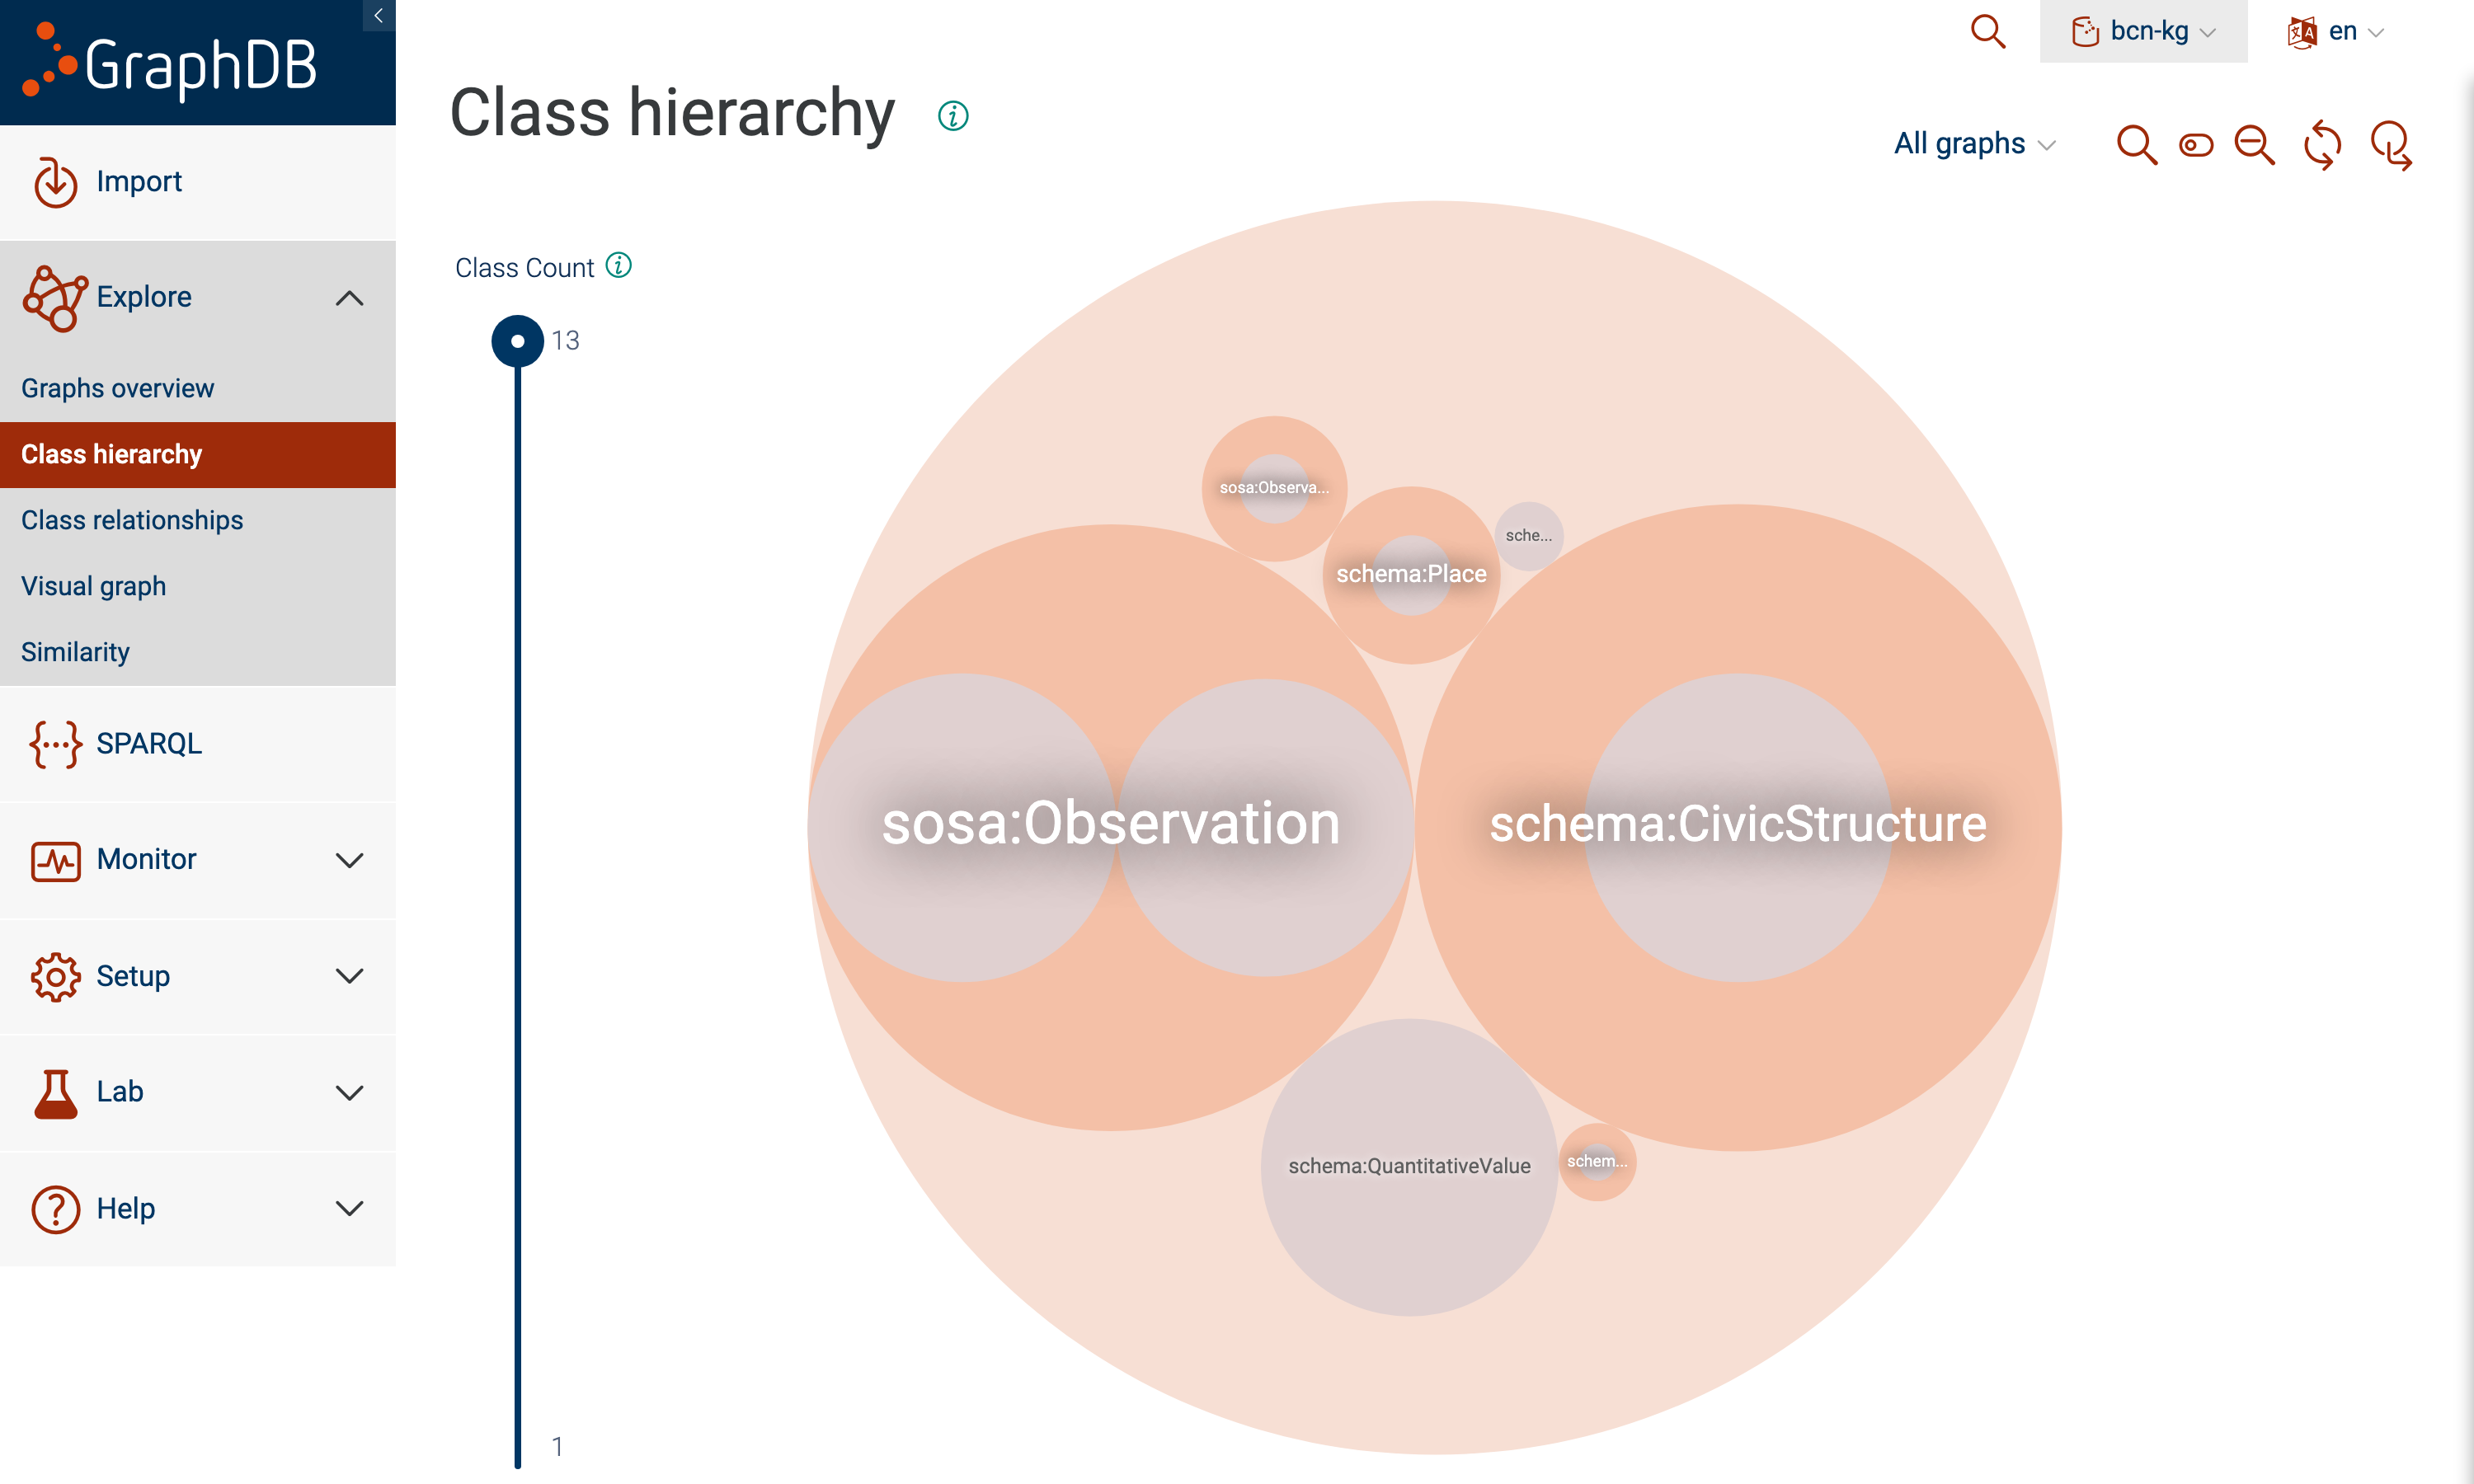 GraphDB
bcn-kg
en
Class hierarchy
All graphs
Import
Explore
Graphs overview
Class hierarchy
Class relationships
Visual graph
Similarity
SPARQL
Monitor
Setup
Lab
Help
Class Count
13
1
sosa:Observa...
sche...
schema:Place
sosa:Observation
schema:CivicStructure
schema:QuantitativeValue
schem...